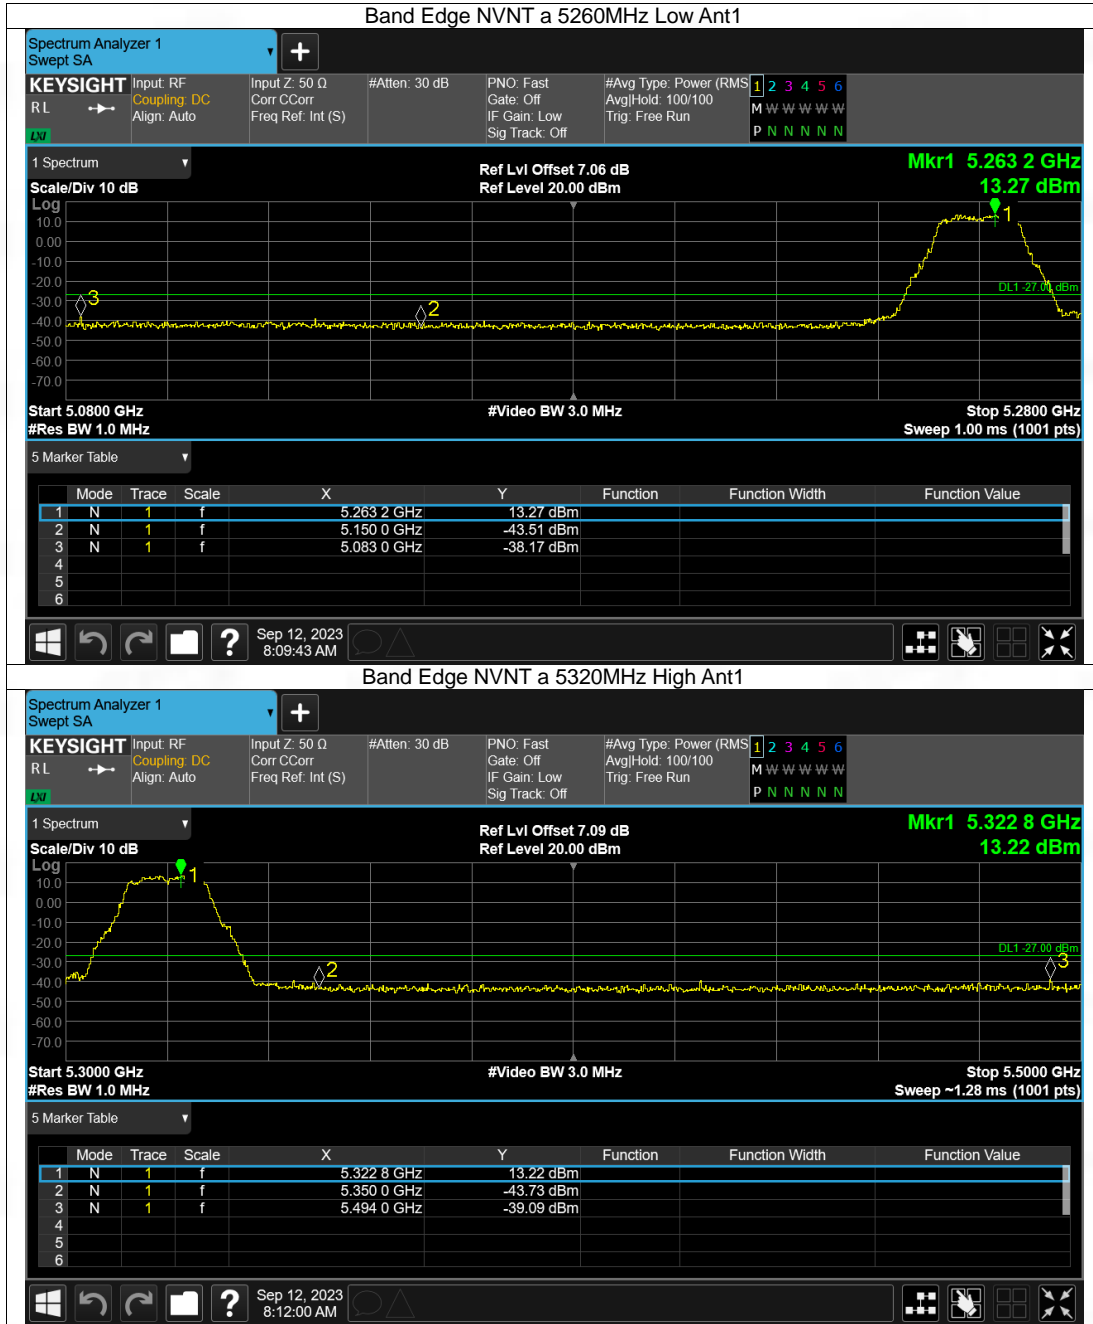 Band Edge NVNT a 5260MHz Low Ant1
Spectrum Analyzer 1
Swept SA
+
KEYSIGHT Input: RF Input Z: 50 Ω #Atten: 30 dB PNO: Fast #Avg Type: Power (RMS 1 2 3 4 5 6
RL Coupling: DC Corr CCorr Gate: Off Avg|Hold: 100/100 M W W W W W
Align: Auto Freq Ref: Int (S) IF Gain: Low Trig: Free Run
LXI Sig Track: Off P N N N N N
1 Spectrum Ref Lvl Offset 7.06 dB Mkr1 5.263 2 GHz
Scale/Div 10 dB Ref Level 20.00 dBm 13.27 dBm
Log
1
10.0
0.00
-10.0
-20.0
DL1 -27.00 dBm
3
-30.0
2
-40.0
-50.0
-60.0
-70.0
Start 5.0800 GHz #Video BW 3.0 MHz Stop 5.2800 GHz
#Res BW 1.0 MHz Sweep 1.00 ms (1001 pts)
5 Marker Table
Mode Trace Scale X Y Function Function Width Function Value
1 N 1 f 5.263 2 GHz 13.27 dBm
2 N 1 f 5.150 0 GHz -43.51 dBm
3 N 1 f 5.083 0 GHz -38.17 dBm
4
5
6
? Sep 12, 2023
8:09:43 AM
Band Edge NVNT a 5320MHz High Ant1
Spectrum Analyzer 1
Swept SA
+
KEYSIGHT Input: RF Input Z: 50 Ω #Atten: 30 dB PNO: Fast #Avg Type: Power (RMS 1 2 3 4 5 6
RL Coupling: DC Corr CCorr Gate: Off Avg|Hold: 100/100 M W W W W W
Align: Auto Freq Ref: Int (S) IF Gain: Low Trig: Free Run
LXI Sig Track: Off P N N N N N
1 Spectrum Ref Lvl Offset 7.09 dB Mkr1 5.322 8 GHz
Scale/Div 10 dB Ref Level 20.00 dBm 13.22 dBm
Log
1
10.0
0.00
-10.0
-20.0
DL1 -27.00 dBm
3
-30.0
2
-40.0
-50.0
-60.0
-70.0
Start 5.3000 GHz #Video BW 3.0 MHz Stop 5.5000 GHz
#Res BW 1.0 MHz Sweep ~1.28 ms (1001 pts)
5 Marker Table
Mode Trace Scale X Y Function Function Width Function Value
1 N 1 f 5.322 8 GHz 13.22 dBm
2 N 1 f 5.350 0 GHz -43.73 dBm
3 N 1 f 5.494 0 GHz -39.09 dBm
4
5
6
? Sep 12, 2023
8:12:00 AM